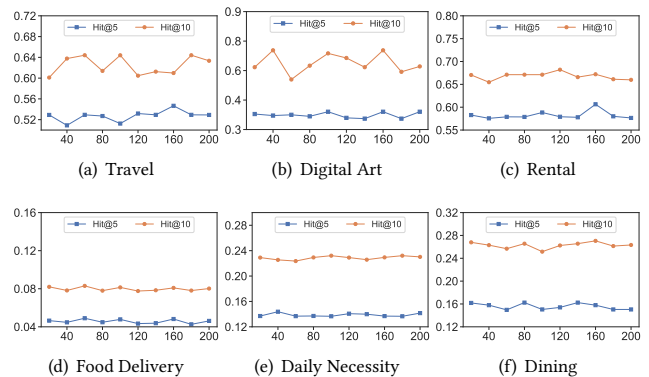 Hit@5 Hit@10
0.72
0.68
0.64
0.60
0.56
0.52
40 80 120 160 200
(a) Travel
Hit@5 Hit@10
0.9
0.8
0.6
0.4
0.3
40 80 120 160 200
(b) Digital Art
Hit@5 Hit@10
0.80
0.75
0.70
0.65
0.60
0.55
40 80 120 160 200
(c) Rental
Hit@5 Hit@10
0.16
0.12
0.08
0.04
40 80 120 160 200
(d) Food Delivery
Hit@5 Hit@10
0.28
0.24
0.20
0.16
0.12
40 80 120 160 200
(e) Daily Necessity
Hit@5 Hit@10
0.32
0.28
0.24
0.20
0.16
0.12
40 80 120 160 200
(f) Dining